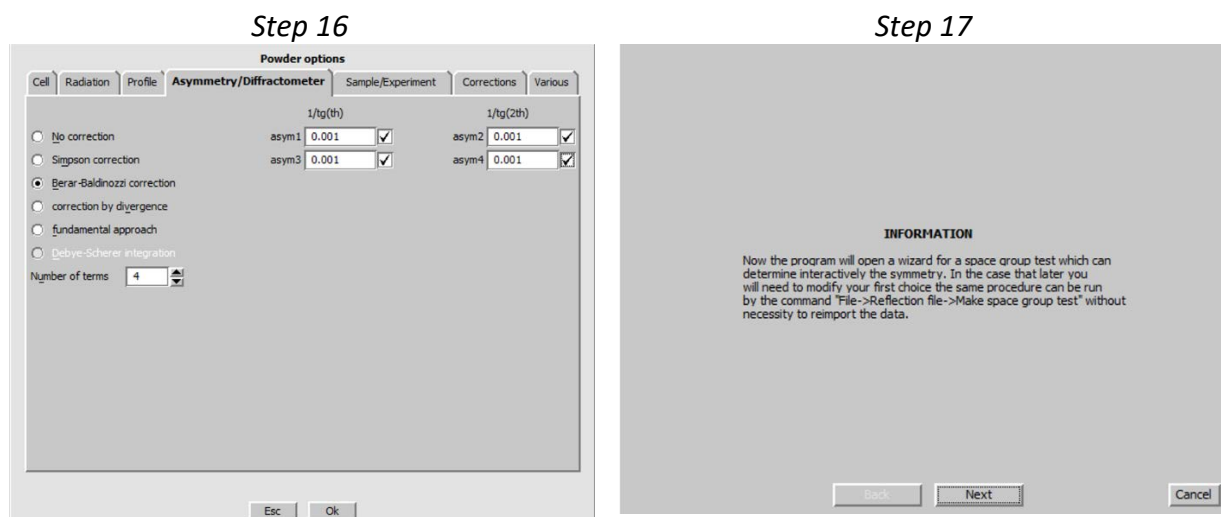 Step 16
Step 17
Powder options
Cell Radiation Profile Asymmetry/Diffractometer Sample/Experiment Corrections Various
1/tg(th) 1/tg(2th)
No correction asym1 0.001 asym2 0.001
Simpson correction asym3 0.001 asym4 0.001
Berar-Baldinozzi correction
correction by divergence
fundamental approach
Debye-Scherer integration
Number of terms 4
Esc Ok
INFORMATION
Now the program will open a wizard for a space group test which can
determine interactively the symmetry. In the case that later you
will need to modify your first choice the same procedure can be run
by the command "File->Reflection file->Make space group test" without
necessity to reimport the data.
Back Next Cancel